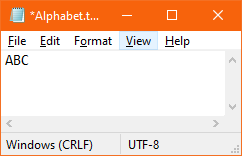 *Alphabet.t...
File Edit Format View Help
ABC
Windows (CRLF) UTF-8